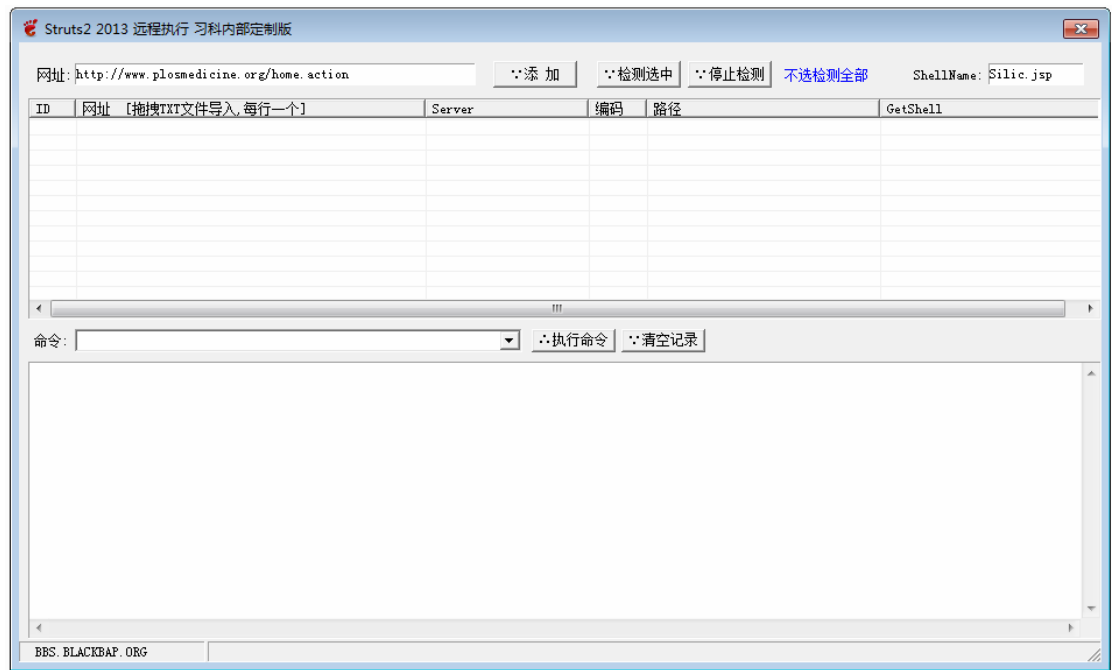 Struts2 2013 远程执行 习科内部定制版
网址: http://www.plosmedicine.org/home.action ∵添 加 ∵检测选中 ∵停止检测 不选检测全部 ShellName: Silic.jsp
ID 网址 [拖拽TXT文件导入,每行一个] Server 编码 路径 GetShell
命令: ∴执行命令 ∵清空记录
BBS.BLACKBAP.ORG